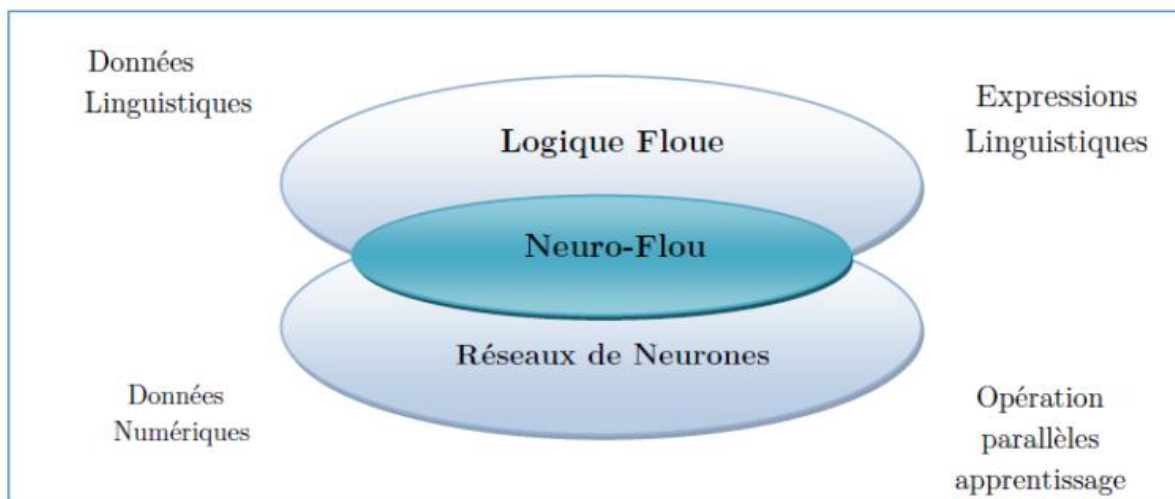 Données
Linguistiques
Expressions
Linguistiques
Logique Floue
Neuro-Flou
Réseaux de Neurones
Données
Numériques
Opération
parallèles
apprentissage